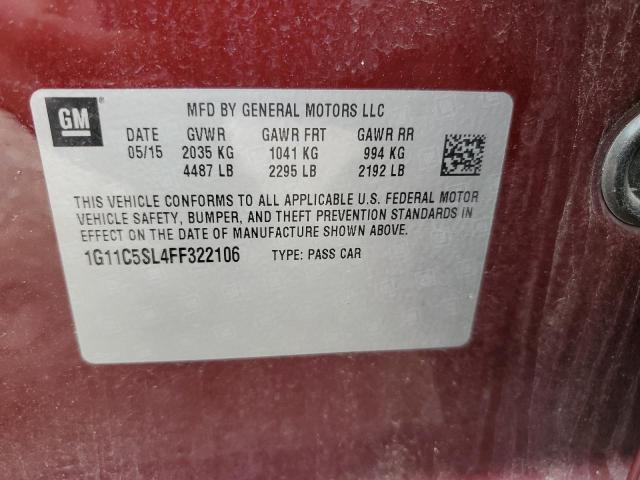 GM
MFD BY GENERAL MOTORS LLC
DATE GVWR GAWR FRT GAWR RR
05/15 2035 KG 1041 KG 994 KG
4487 LB 2295 LB 2192 LB
THIS VEHICLE CONFORMS TO ALL APPLICABLE U.S. FEDERAL MOTOR
VEHICLE SAFETY, BUMPER, AND THEFT PREVENTION STANDARDS IN
EFFECT ON THE DATE OF MANUFACTURE SHOWN ABOVE.
1G11C5SL4FF322106 TYPE: PASS CAR